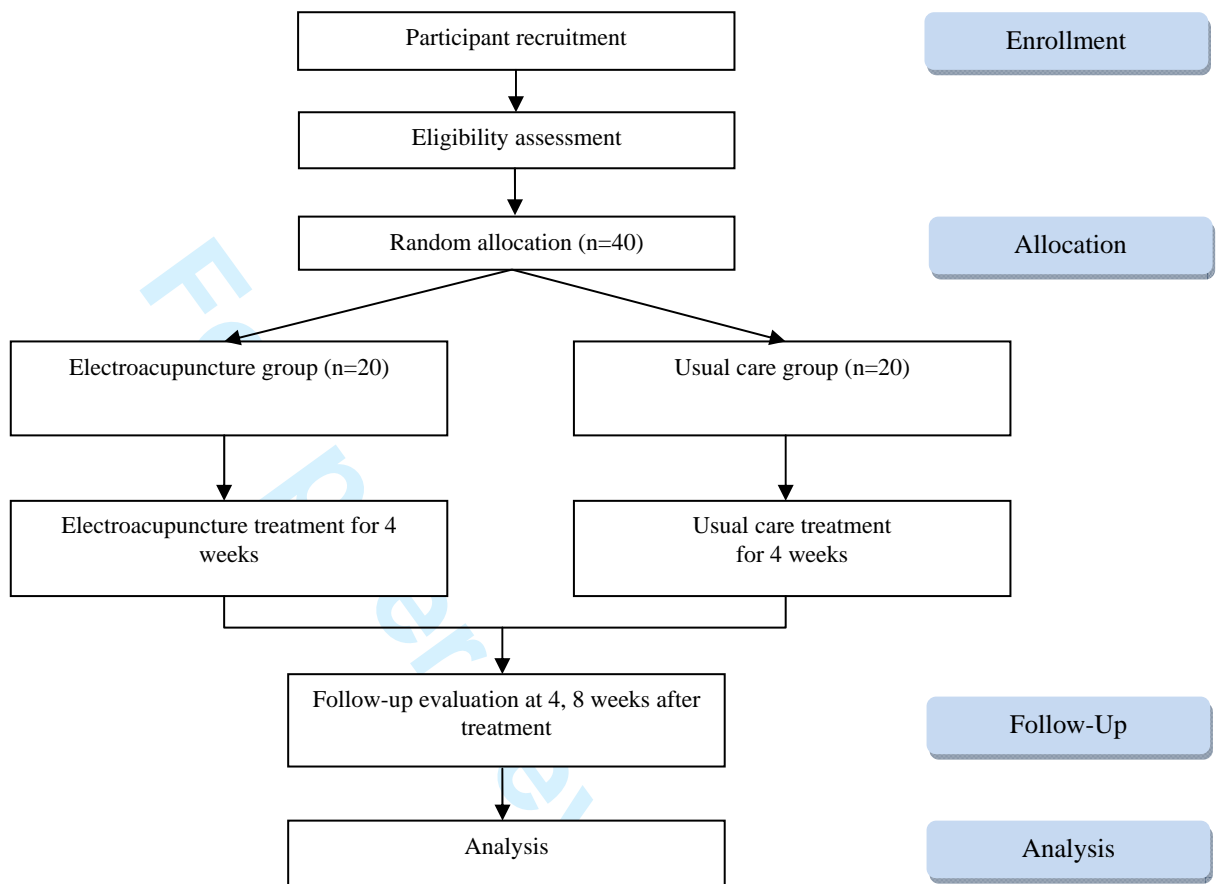 Participant recruitment
Enrollment
Eligibility assessment
Random allocation (n=40)
Allocation
Electroacupuncture group (n=20)
Usual care group (n=20)
Electroacupuncture treatment for 4
weeks
Usual care treatment
for 4 weeks
Follow-up evaluation at 4, 8 weeks after
treatment
Follow-Up
Analysis
Analysis